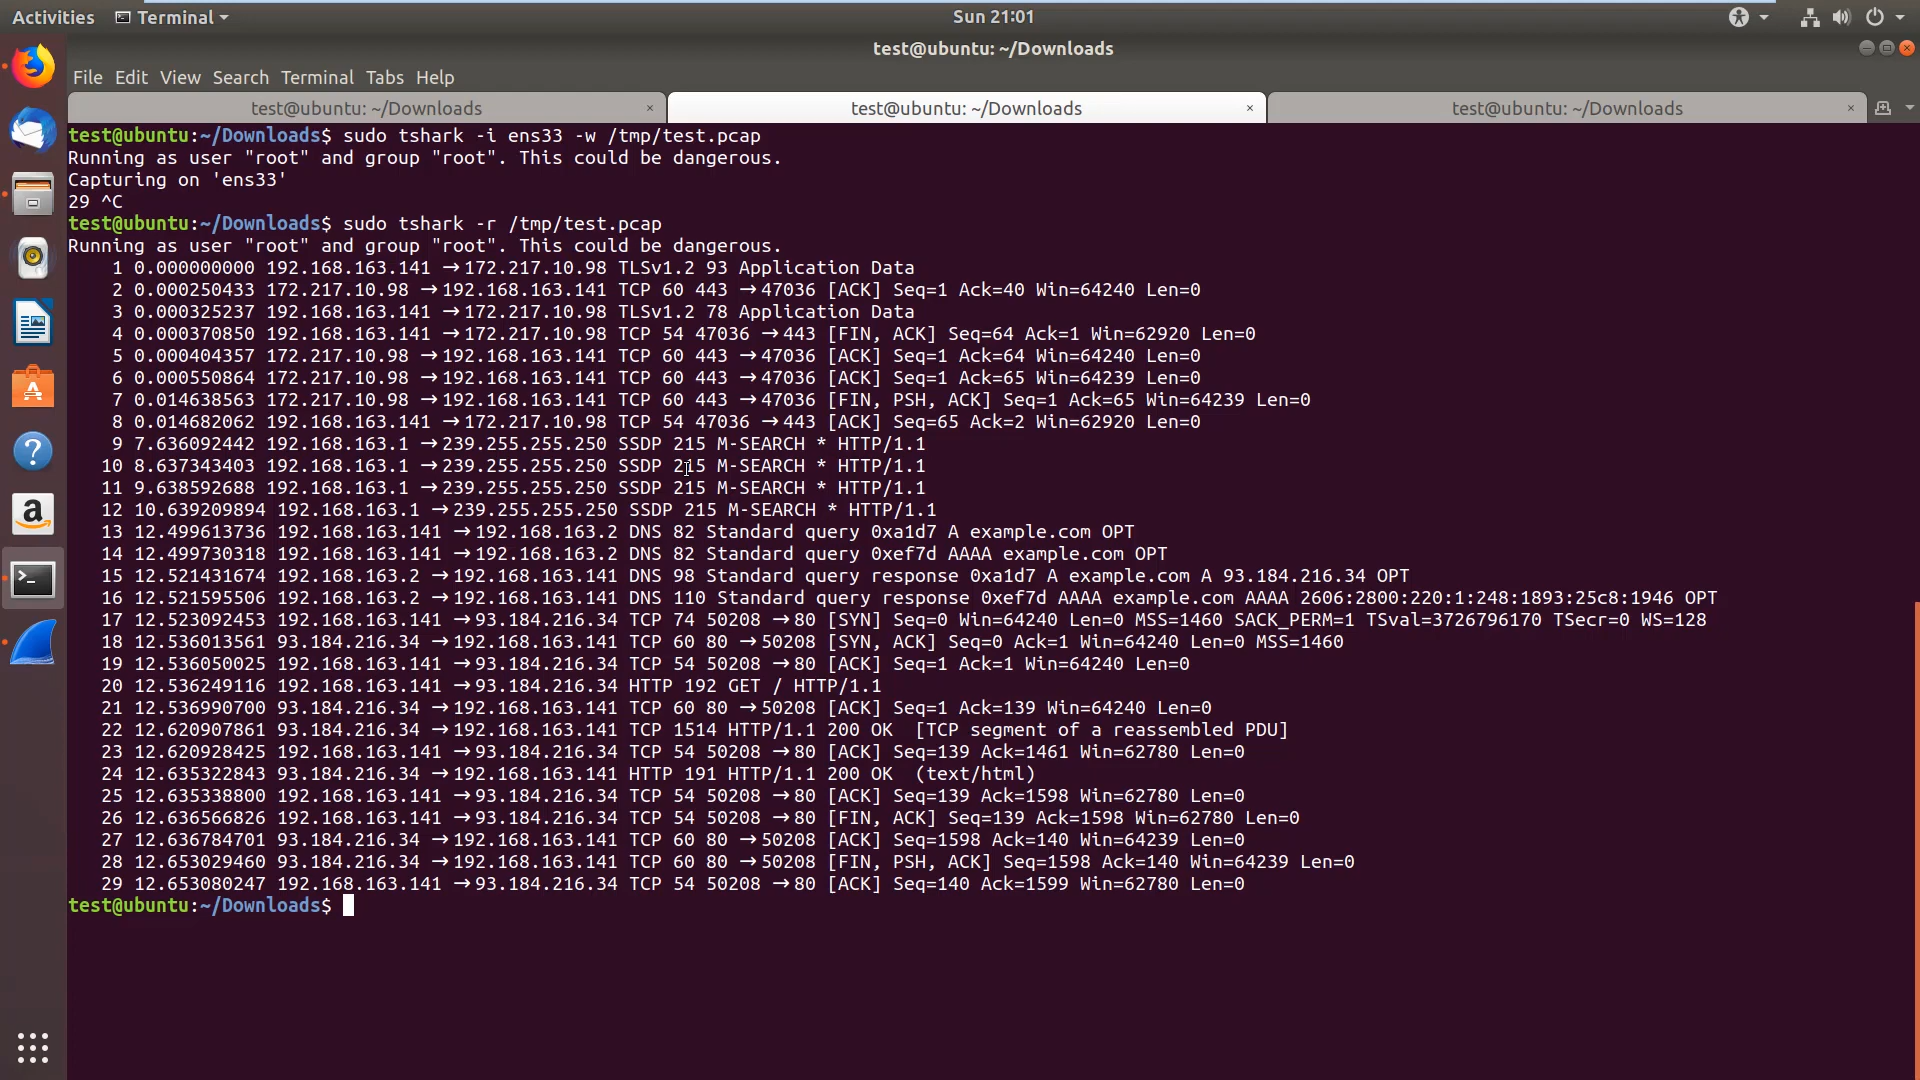 Activities Terminal Sun 21:01
test@ubuntu: ~/Downloads
File Edit View Search Terminal Tabs Help
test@ubuntu: ~/Downloads × test@ubuntu: ~/Downloads × test@ubuntu: ~/Downloads ×
test@ubuntu:~/Downloads$ sudo tshark -i ens33 -w /tmp/test.pcap
Running as user "root" and group "root". This could be dangerous.
Capturing on 'ens33'
29 ^C
test@ubuntu:~/Downloads$ sudo tshark -r /tmp/test.pcap
Running as user "root" and group "root". This could be dangerous.
1 0.000000000 192.168.163.141 → 172.217.10.98 TLSv1.2 93 Application Data
2 0.000250433 172.217.10.98 → 192.168.163.141 TCP 60 443 → 47036 [ACK] Seq=1 Ack=40 Win=64240 Len=0
3 0.000325237 192.168.163.141 → 172.217.10.98 TLSv1.2 78 Application Data
4 0.000370850 192.168.163.141 → 172.217.10.98 TCP 54 47036 → 443 [FIN, ACK] Seq=64 Ack=1 Win=62920 Len=0
5 0.000404357 172.217.10.98 → 192.168.163.141 TCP 60 443 → 47036 [ACK] Seq=1 Ack=64 Win=64240 Len=0
6 0.000550864 172.217.10.98 → 192.168.163.141 TCP 60 443 → 47036 [ACK] Seq=1 Ack=65 Win=64239 Len=0
7 0.014638563 172.217.10.98 → 192.168.163.141 TCP 60 443 → 47036 [FIN, PSH, ACK] Seq=1 Ack=65 Win=64239 Len=0
8 0.014682062 192.168.163.141 → 172.217.10.98 TCP 54 47036 → 443 [ACK] Seq=65 Ack=2 Win=62920 Len=0
9 7.636092442 192.168.163.1 → 239.255.255.250 SSDP 215 M-SEARCH * HTTP/1.1
10 8.637343403 192.168.163.1 → 239.255.255.250 SSDP 215 M-SEARCH * HTTP/1.1
11 9.638592688 192.168.163.1 → 239.255.255.250 SSDP 215 M-SEARCH * HTTP/1.1
12 10.639209894 192.168.163.1 → 239.255.255.250 SSDP 215 M-SEARCH * HTTP/1.1
13 12.499613736 192.168.163.141 → 192.168.163.2 DNS 82 Standard query 0xa1d7 A example.com OPT
14 12.499730318 192.168.163.141 → 192.168.163.2 DNS 82 Standard query 0xef7d AAAA example.com OPT
15 12.521431674 192.168.163.2 → 192.168.163.141 DNS 98 Standard query response 0xa1d7 A example.com A 93.184.216.34 OPT
16 12.521595506 192.168.163.2 → 192.168.163.141 DNS 110 Standard query response 0xef7d AAAA example.com AAAA 2606:2800:220:1:248:1893:25c8:1946 OPT
17 12.523092453 192.168.163.141 → 93.184.216.34 TCP 74 50208 → 80 [SYN] Seq=0 Win=64240 Len=0 MSS=1460 SACK_PERM=1 TSval=3726796170 TSecr=0 WS=128
18 12.536013561 93.184.216.34 → 192.168.163.141 TCP 60 80 → 50208 [SYN, ACK] Seq=0 Ack=1 Win=64240 Len=0 MSS=1460
19 12.536050025 192.168.163.141 → 93.184.216.34 TCP 54 50208 → 80 [ACK] Seq=1 Ack=1 Win=64240 Len=0
20 12.536249116 192.168.163.141 → 93.184.216.34 HTTP 192 GET / HTTP/1.1
21 12.536990700 93.184.216.34 → 192.168.163.141 TCP 60 80 → 50208 [ACK] Seq=1 Ack=139 Win=64240 Len=0
22 12.620907861 93.184.216.34 → 192.168.163.141 TCP 1514 HTTP/1.1 200 OK [TCP segment of a reassembled PDU]
23 12.620928425 192.168.163.141 → 93.184.216.34 TCP 54 50208 → 80 [ACK] Seq=139 Ack=1461 Win=62780 Len=0
24 12.635322843 93.184.216.34 → 192.168.163.141 HTTP 191 HTTP/1.1 200 OK (text/html)
25 12.635338800 192.168.163.141 → 93.184.216.34 TCP 54 50208 → 80 [ACK] Seq=139 Ack=1598 Win=62780 Len=0
26 12.636566826 192.168.163.141 → 93.184.216.34 TCP 54 50208 → 80 [FIN, ACK] Seq=139 Ack=1598 Win=62780 Len=0
27 12.636784701 93.184.216.34 → 192.168.163.141 TCP 60 80 → 50208 [ACK] Seq=1598 Ack=140 Win=64239 Len=0
28 12.653029460 93.184.216.34 → 192.168.163.141 TCP 60 80 → 50208 [FIN, PSH, ACK] Seq=1598 Ack=140 Win=64239 Len=0
29 12.653080247 192.168.163.141 → 93.184.216.34 TCP 54 50208 → 80 [ACK] Seq=140 Ack=1599 Win=62780 Len=0
test@ubuntu:~/Downloads$